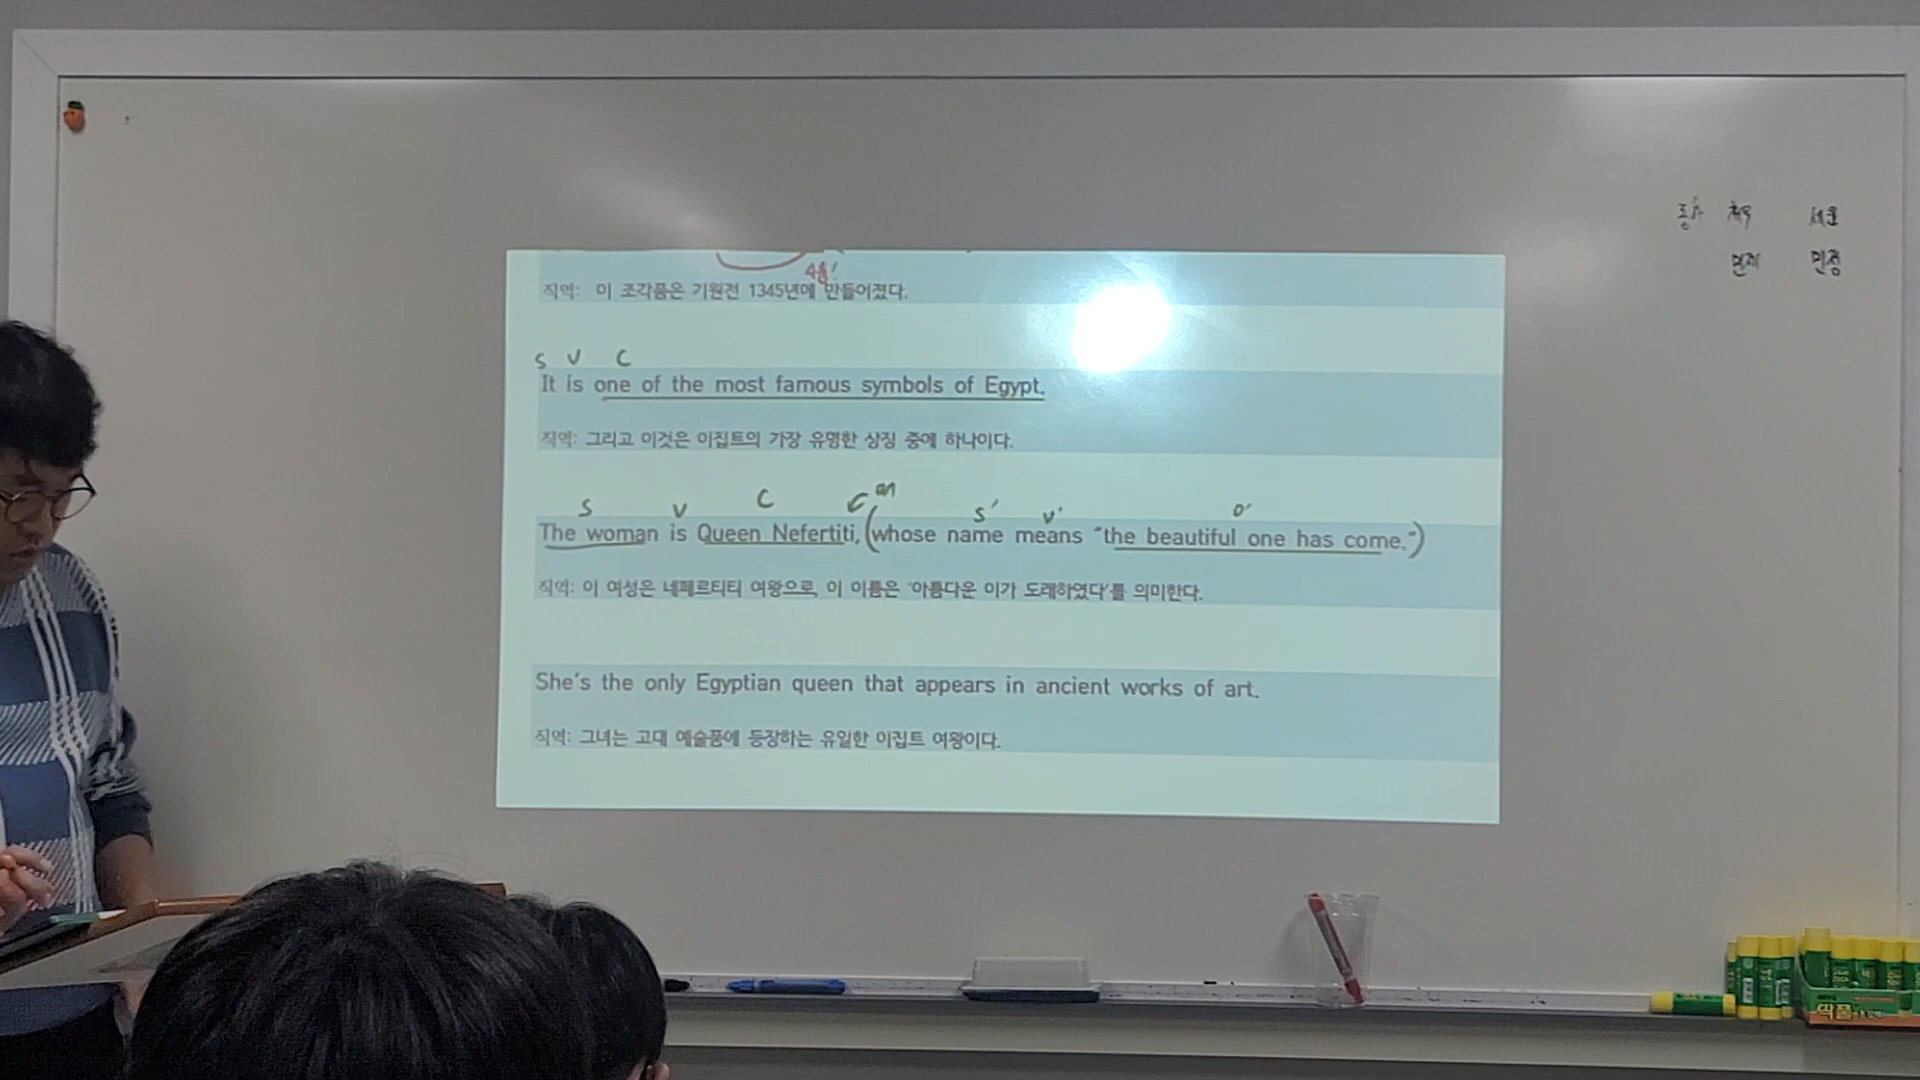 수동!
직역: 이 조각품은 기원전 1345년에 만들어졌다.
S V C
It is one of the most famous symbols of Egypt.
직역: 그리고 이것은 이집트의 가장 유명한 상징 중에 하나이다.
S V C S' V' O'
The woman is Queen Nefertiti, (whose name means “the beautiful one has come.”)
직역: 이 여성은 네페르티티 여왕으로, 이 이름은 '아름다운 이가 도래하였다'를 의미한다.
She's the only Egyptian queen that appears in ancient works of art.
직역: 그녀는 고대 예술품에 등장하는 유일한 이집트 여왕이다.
민정
딱풀